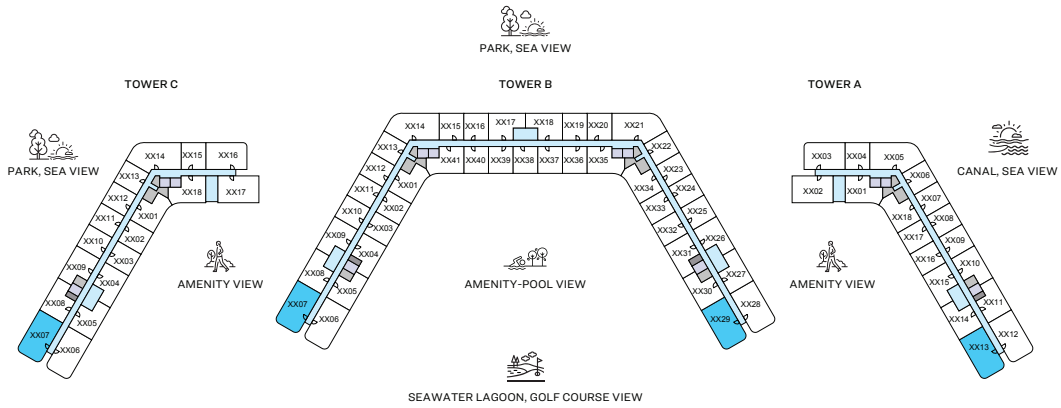 PARK, SEA VIEW
TOWER C
TOWER B
TOWER A
PARK, SEA VIEW
CANAL, SEA VIEW
XX14
XX15
XX16
XX13
XX12
XX11
XX10
XX09
XX08
XX07
XX18
XX17
XX01
XX02
XX03
XX04
XX05
XX06
AMENITY VIEW
XX14
XX15
XX16
XX17
XX18
XX19
XX20
XX21
XX13
XX12
XX11
XX10
XX09
XX08
XX07
XX41
XX40
XX39
XX38
XX37
XX36
XX35
XX01
XX02
XX03
XX04
XX05
XX06
XX22
XX23
XX24
XX25
XX26
XX27
XX28
XX34
XX33
XX32
XX31
XX30
XX29
AMENITY-POOL VIEW
XX03
XX04
XX05
XX02
XX01
XX06
XX07
XX08
XX09
XX10
XX11
XX12
XX18
XX17
XX16
XX15
XX14
XX13
AMENITY VIEW
SEAWATER LAGOON, GOLF COURSE VIEW